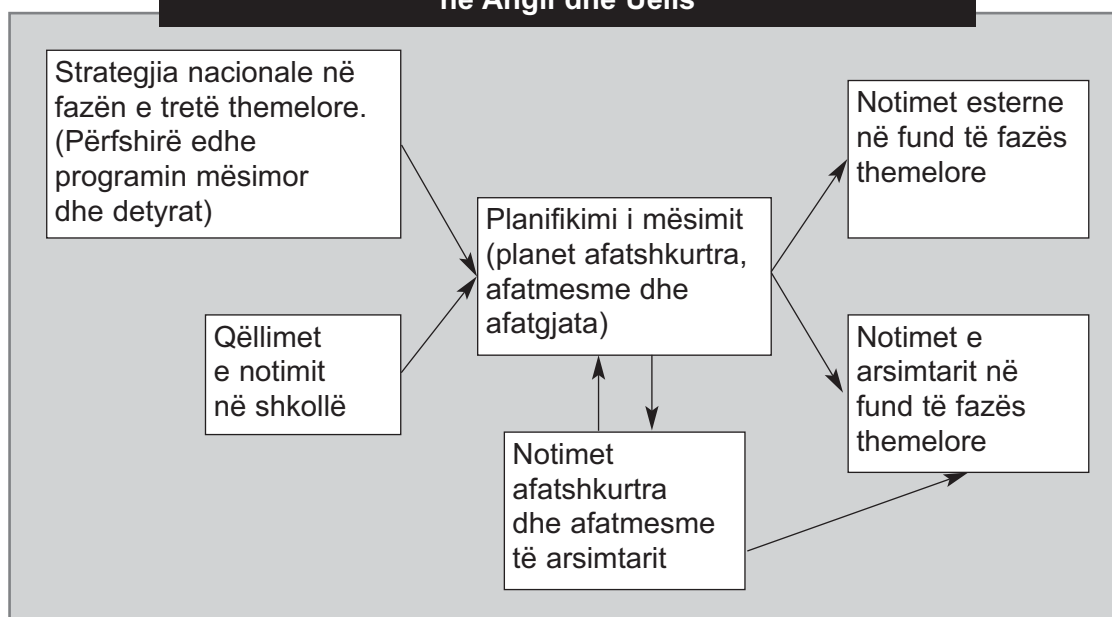 në Angli dhe Uells
Strategjia nacionale në
fazën e tretë themelore.
(Përfshirë edhe
programin mësimor
dhe detyrat)
Qëllimet
e notimit
në shkollë
Planifikimi i mësimit
(planet afatshkurtra,
afatmesme dhe
afatgjata)
Notimet
afatshkurtra
dhe afatmesme
të arsimtarit
Notimet esterne
në fund të fazës
themelore
Notimet e
arsimtarit në
fund të fazës
themelore